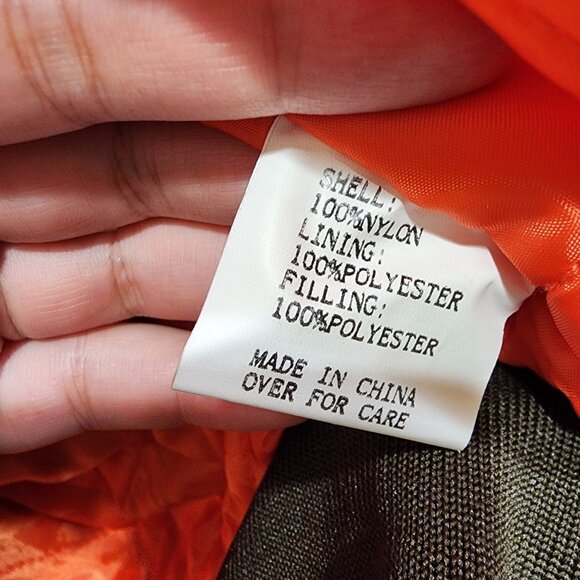 SHELL:
100%NYLON
LINING:
100%POLYESTER
FILLING:
100%POLYESTER
MADE IN CHINA
OVER FOR CARE